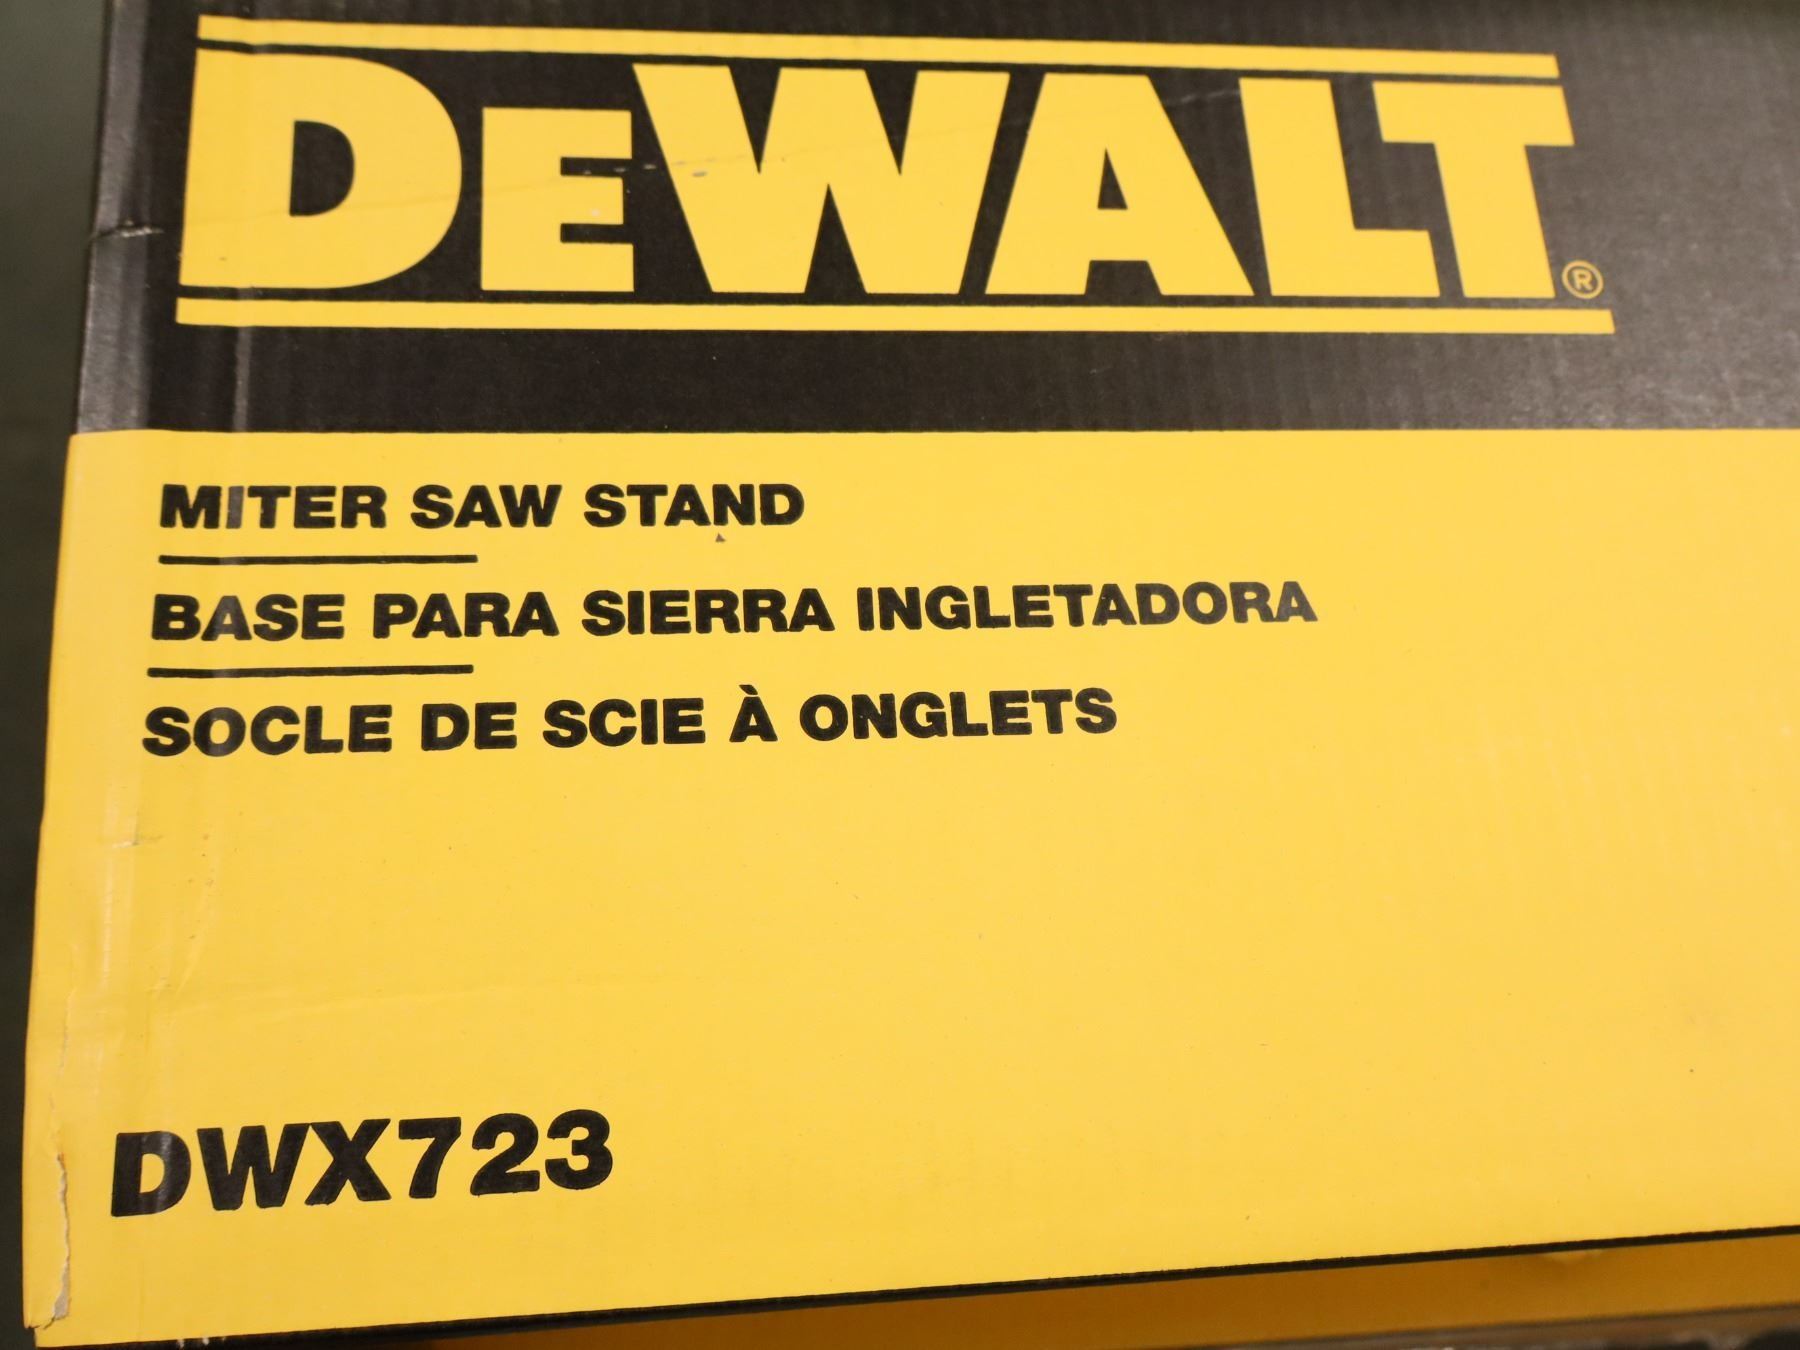 DEWALT®
MITER SAW STAND
BASE PARA SIERRA INGLETADORA
SOCLE DE SCIE À ONGLETS
DWX723